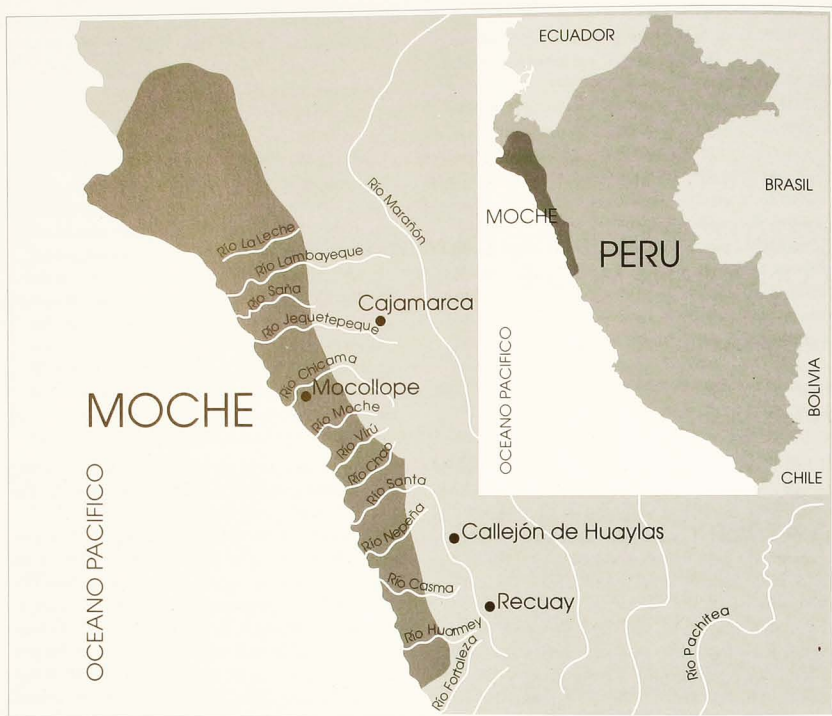 Río La Leche
Río Lambayeque
Río Saña
Río Jequetepeque
Río Marañón
Cajamarca
Río Chicama
Mocollope
MOCHE
Río Moche
Río Virú
Río Chao
Río Santa
Río Nepeña
Callejón de Huaylas
Río Casma
Recuay
Río Huarmey
Río Fortaleza
Río Pachitea
OCEANO PACIFICO
ECUADOR
BRASIL
MOCHE
PERU
OCEANO PACIFICO
BOLIVIA
CHILE